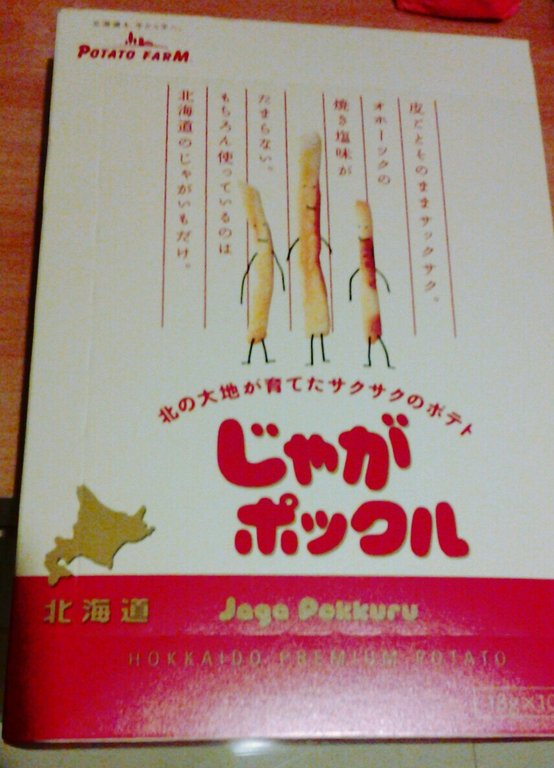 POTATO FARM
皮ごとそのままサックサク。
オホーツクの
焼き塩味が
たまらない。
もちろん使っているのは
北海道のじゃがいもだけ。
北の大地が育てたサクサクのポテト
じゃが
ポックル
北海道
Jaga Pokkuru
HOKKAIDO PREMIUM POTATO